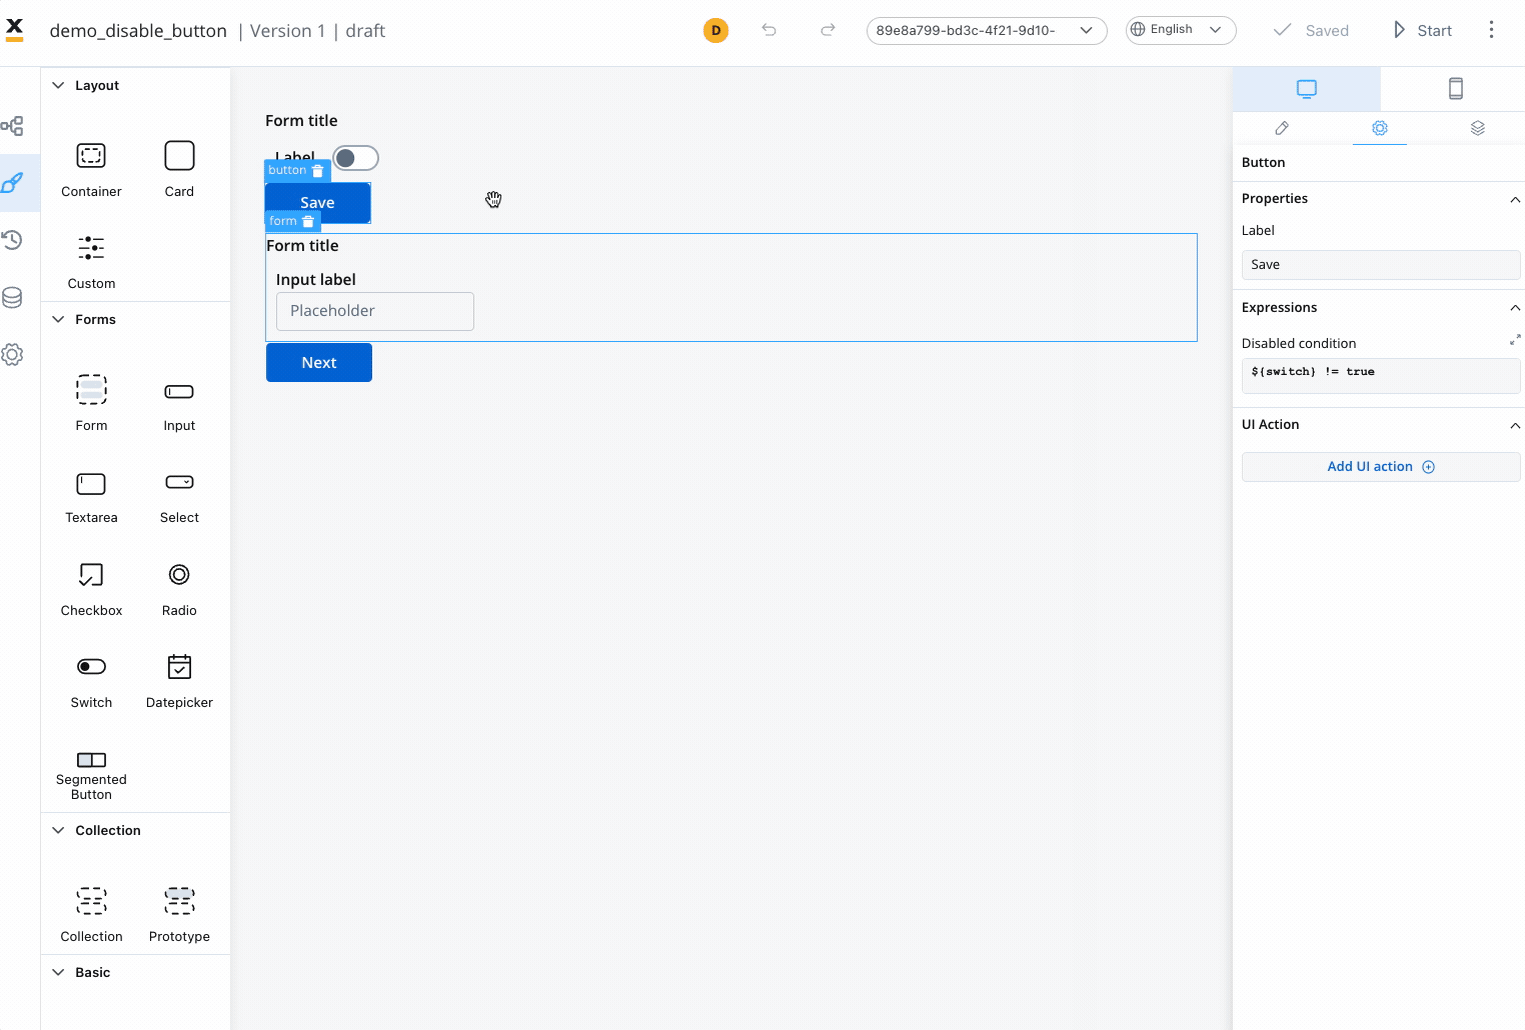 demo_disable_button | Version 1 | draft
D
89e8a799-bd3c-4f21-9d10-
English
Saved
Start
Layout
Container
Card
Custom
Forms
Form
Input
Textarea
Select
Checkbox
Radio
Switch
Datepicker
Segmented
Button
Collection
Collection
Prototype
Basic
Form title
Label
button
Save
form
Form title
Input label
Placeholder
Next
Button
Properties
Label
Save
Expressions
Disabled condition
${switch} != true
UI Action
Add UI action